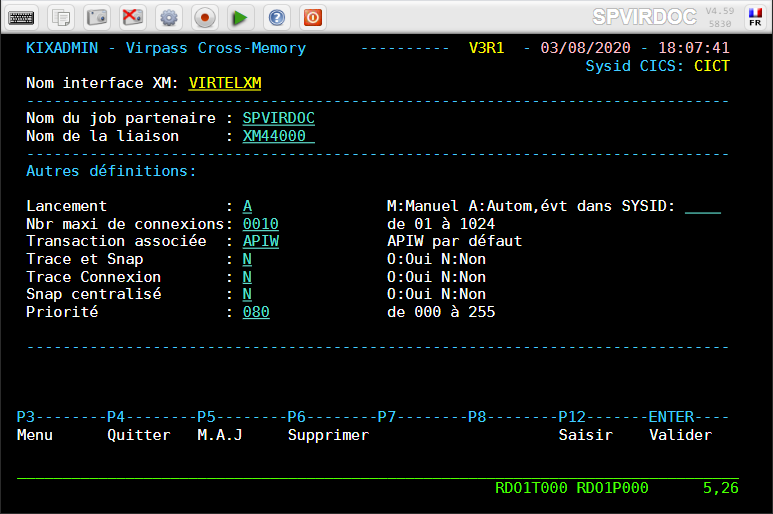 SPVIRDOC V4.59
5830
FR
KIXADMIN - Virpass Cross-Memory ---------- V3R1 - 03/08/2020 - 18:07:41
Sysid CICS: CICT
Nom interface XM: VIRTELXM
------------------------------------------------------------------------------
Nom du job partenaire : SPVIRDOC
Nom de la liaison : XM44000_
------------------------------------------------------------------------------
Autres définitions:
Lancement : A M:Manuel A:Autom,évt dans SYSID: ____
Nbr maxi de connexions: 0010 de 01 à 1024
Transaction associée : APIW APIW par défaut
Trace et Snap : N O:Oui N:Non
Trace Connexion : N O:Oui N:Non
Snap centralisé : N O:Oui N:Non
Priorité : 080 de 000 à 255
------------------------------------------------------------------------------
P3--------P4--------P5--------P6--------P7--------P8--------P12-------ENTER----
Menu Quitter M.A.J Supprimer Saisir Valider
RDO1T000 RDO1P000 5,26